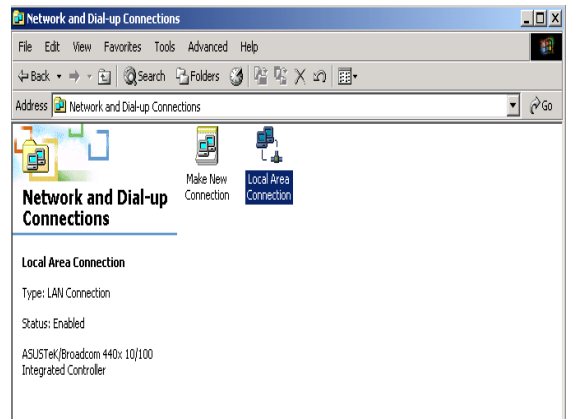 Network and Dial-up Connections
File Edit View Favorites Tools Advanced Help
Back Search Folders
Address Network and Dial-up Connections Go
Make New
Connection
Local Area
Connection
Network and Dial-up
Connections
Local Area Connection
Type: LAN Connection
Status: Enabled
ASUSTeK/Broadcom 440x 10/100
Integrated Controller